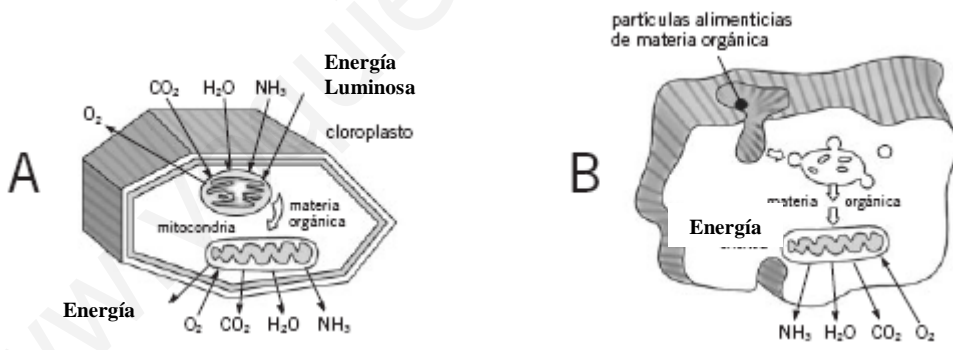 A
Energía
Luminosa
CO₂ H₂O NH₃
O₂
cloroplasto
materia
orgánica
mitocondria
Energía
O₂ CO₂ H₂O NH₃
B
partículas alimenticias
de materia orgánica
materia orgánica
Energía
NH₃ H₂O CO₂ O₂